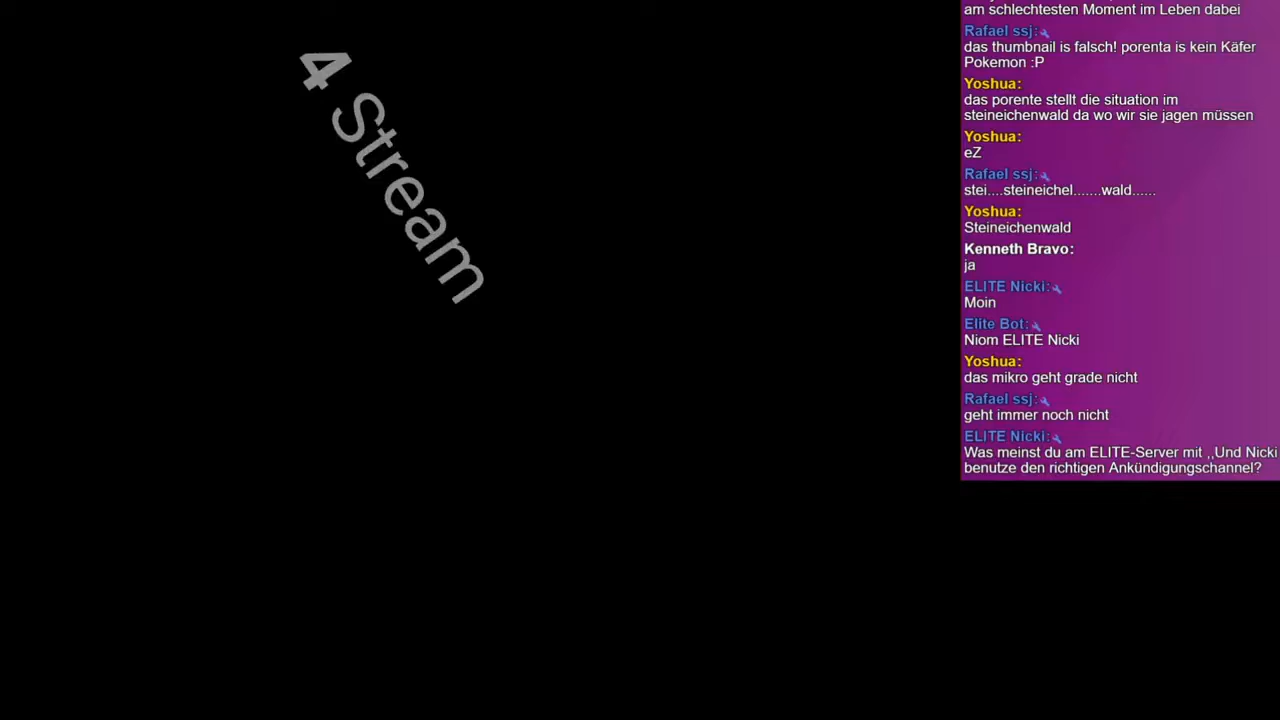 4 Stream
am schlechtesten Moment im Leben dabei
Rafael ssj:
das thumbnail is falsch! porenta is kein Käfer
Pokemon :P
Yoshua:
das porente stellt die situation im
steineichenwald da wo wir sie jagen müssen
Yoshua:
eZ
Rafael ssj:
stei....steineichel.......wald......
Yoshua:
Steineichenwald
Kenneth Bravo:
ja
ELITE Nicki:
Moin
Elite Bot:
Niom ELITE Nicki
Yoshua:
das mikro geht grade nicht
Rafael ssj:
geht immer noch nicht
ELITE Nicki:
Was meinst du am ELITE-Server mit ,,Und Nicki
benutze den richtigen Ankündigungschannel?